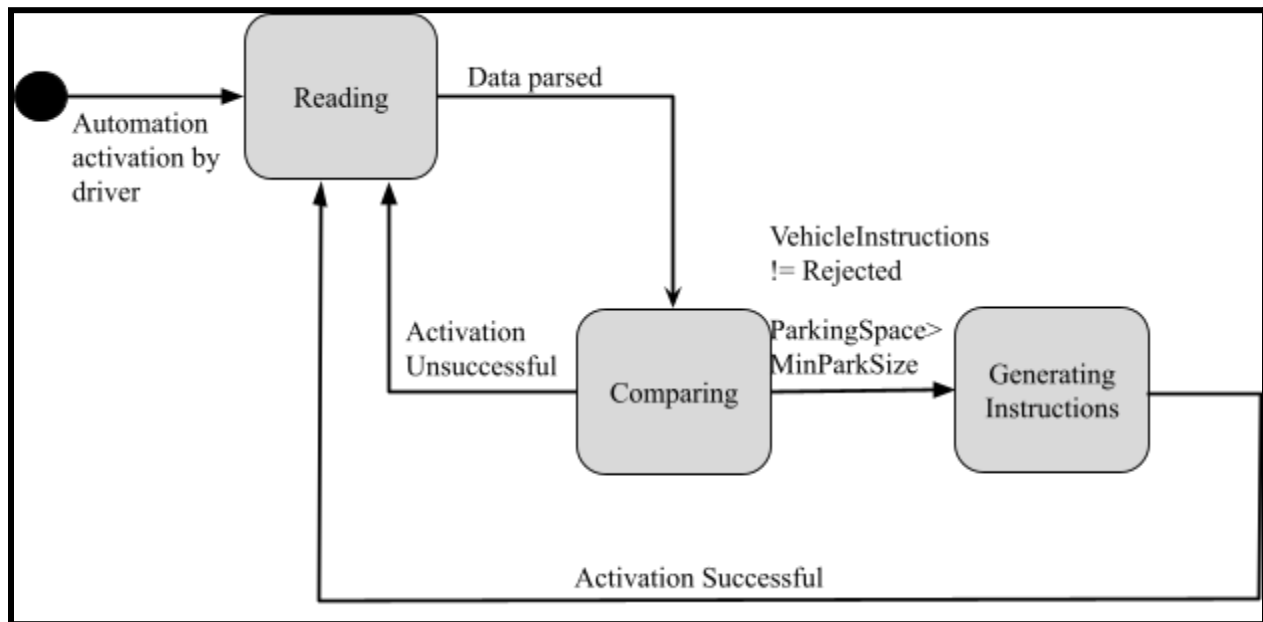 Reading
Data parsed
Automation
activation by
driver
VehicleInstructions
!= Rejected
ParkingSpace>
MinParkSize
Activation
Unsuccessful
Comparing
Generating
Instructions
Activation Successful